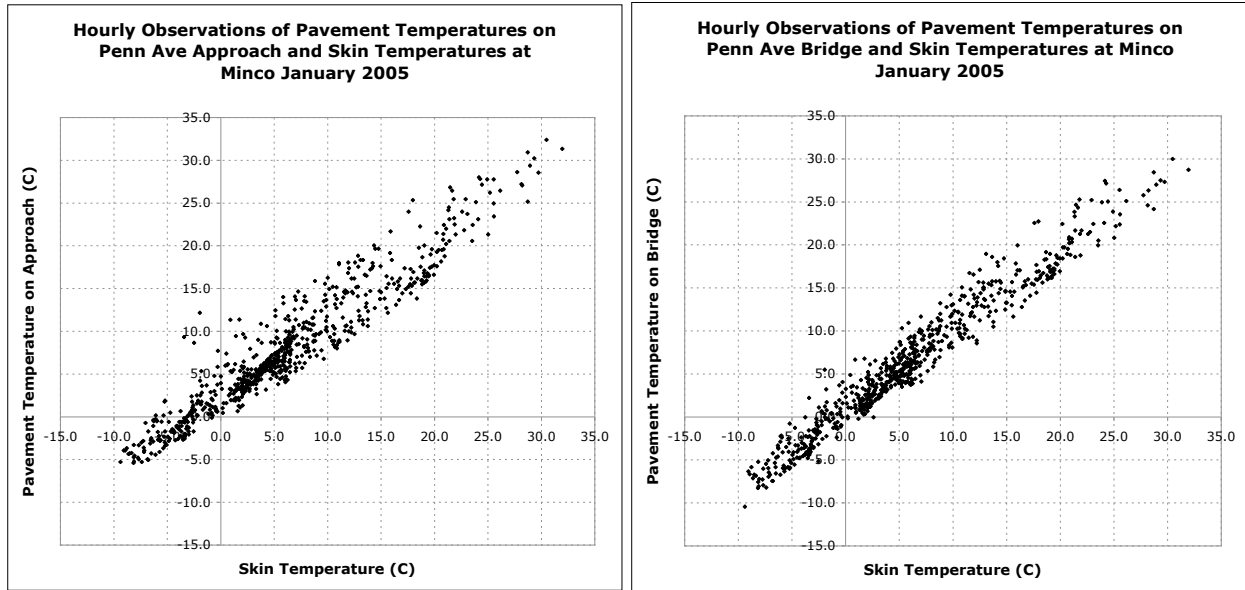 Hourly Observations of Pavement Temperatures on
Penn Ave Approach and Skin Temperatures at
Minco January 2005
35.0
30.0
25.0
20.0
15.0
10.0
5.0
0.0
-15.0 -10.0 -5.0 0.0 5.0 10.0 15.0 20.0 25.0 30.0 35.0
-5.0
-10.0
-15.0
Pavement Temperature on Approach (C)
Skin Temperature (C)
Hourly Observations of Pavement Temperatures on
Penn Ave Bridge and Skin Temperatures at Minco
January 2005
35.0
30.0
25.0
20.0
15.0
10.0
5.0
0.0
-15.0 -10.0 -5.0 0.0 5.0 10.0 15.0 20.0 25.0 30.0 35.0
-5.0
-10.0
-15.0
Pavement Temperature on Bridge (C)
Skin Temperature (C)